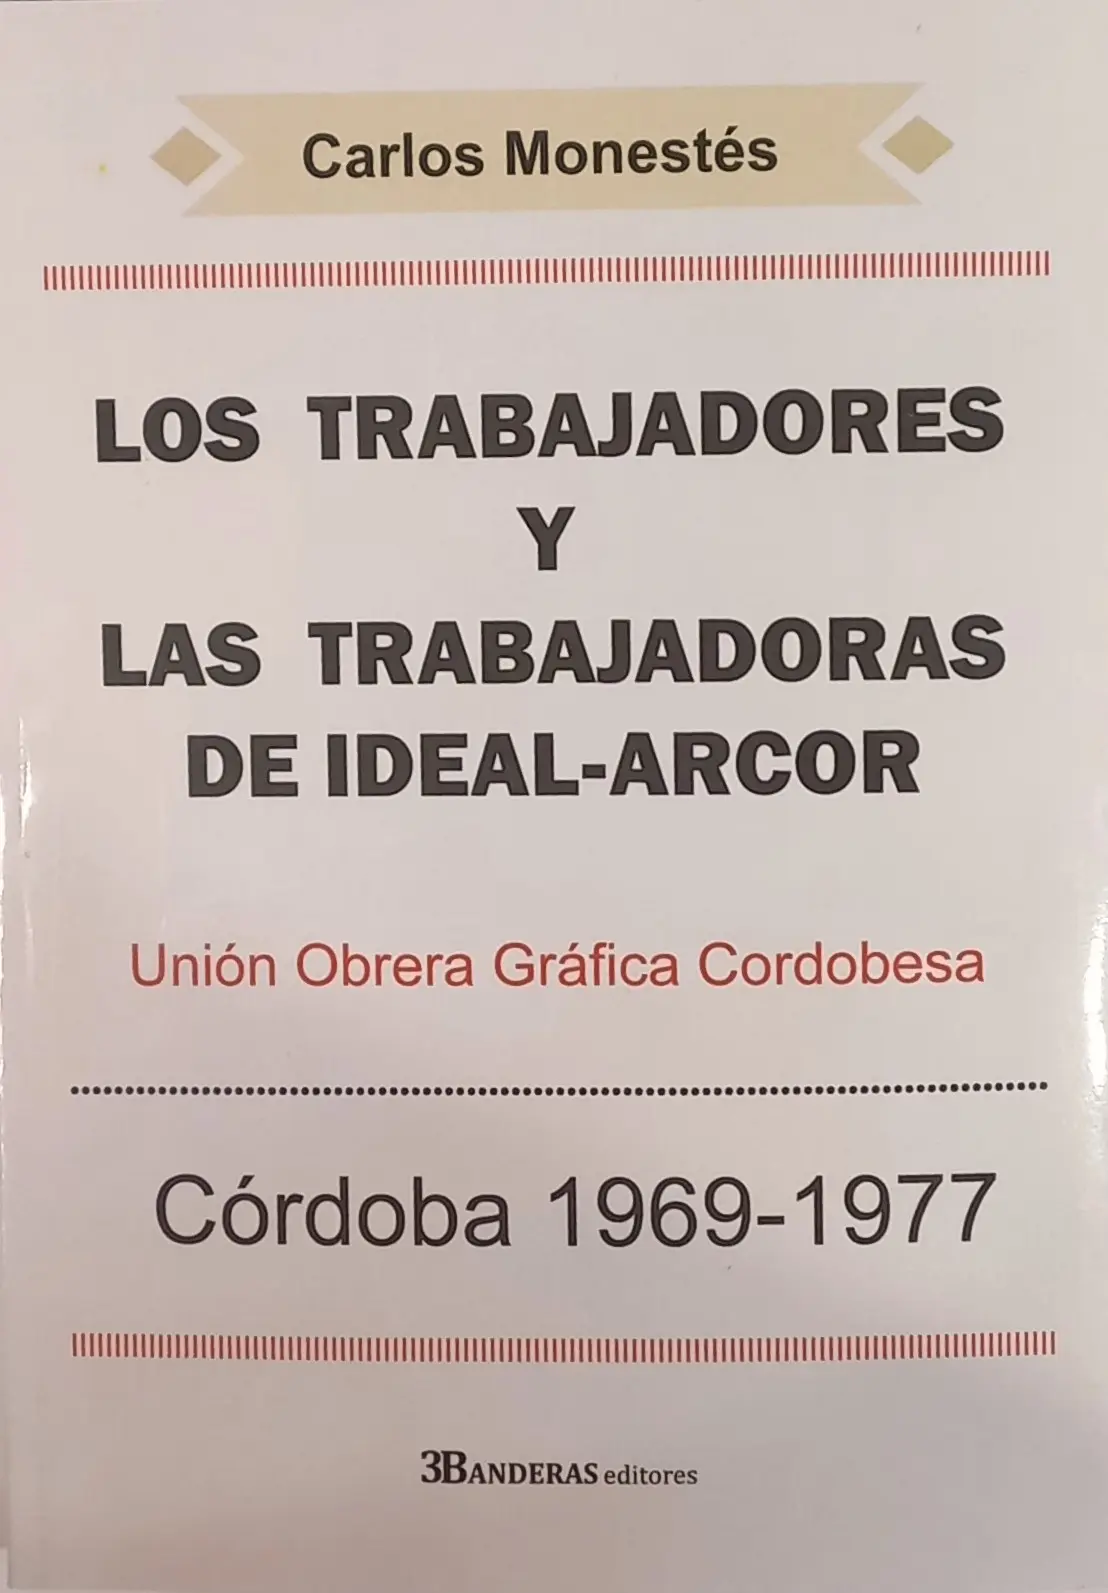 Carlos Monestés
LOS TRABAJADORES
Y
LAS TRABAJADORAS
DE IDEAL-ARCOR
Unión Obrera Gráfica Cordobesa
Córdoba 1969-1977
3BANDERAS editores